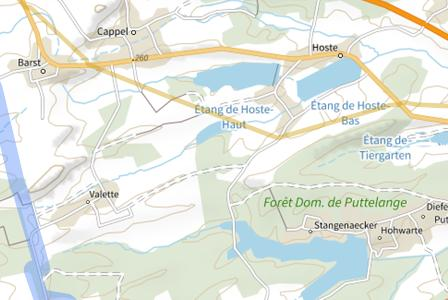 Cappel
Hoste
260
Barst
Étang de Hoste-
Haut
Étang de Hoste-
Bas
Étang de
Tiergarten
Valette
Forêt Dom. de Puttelange
Stangenaecker
Hohwarte